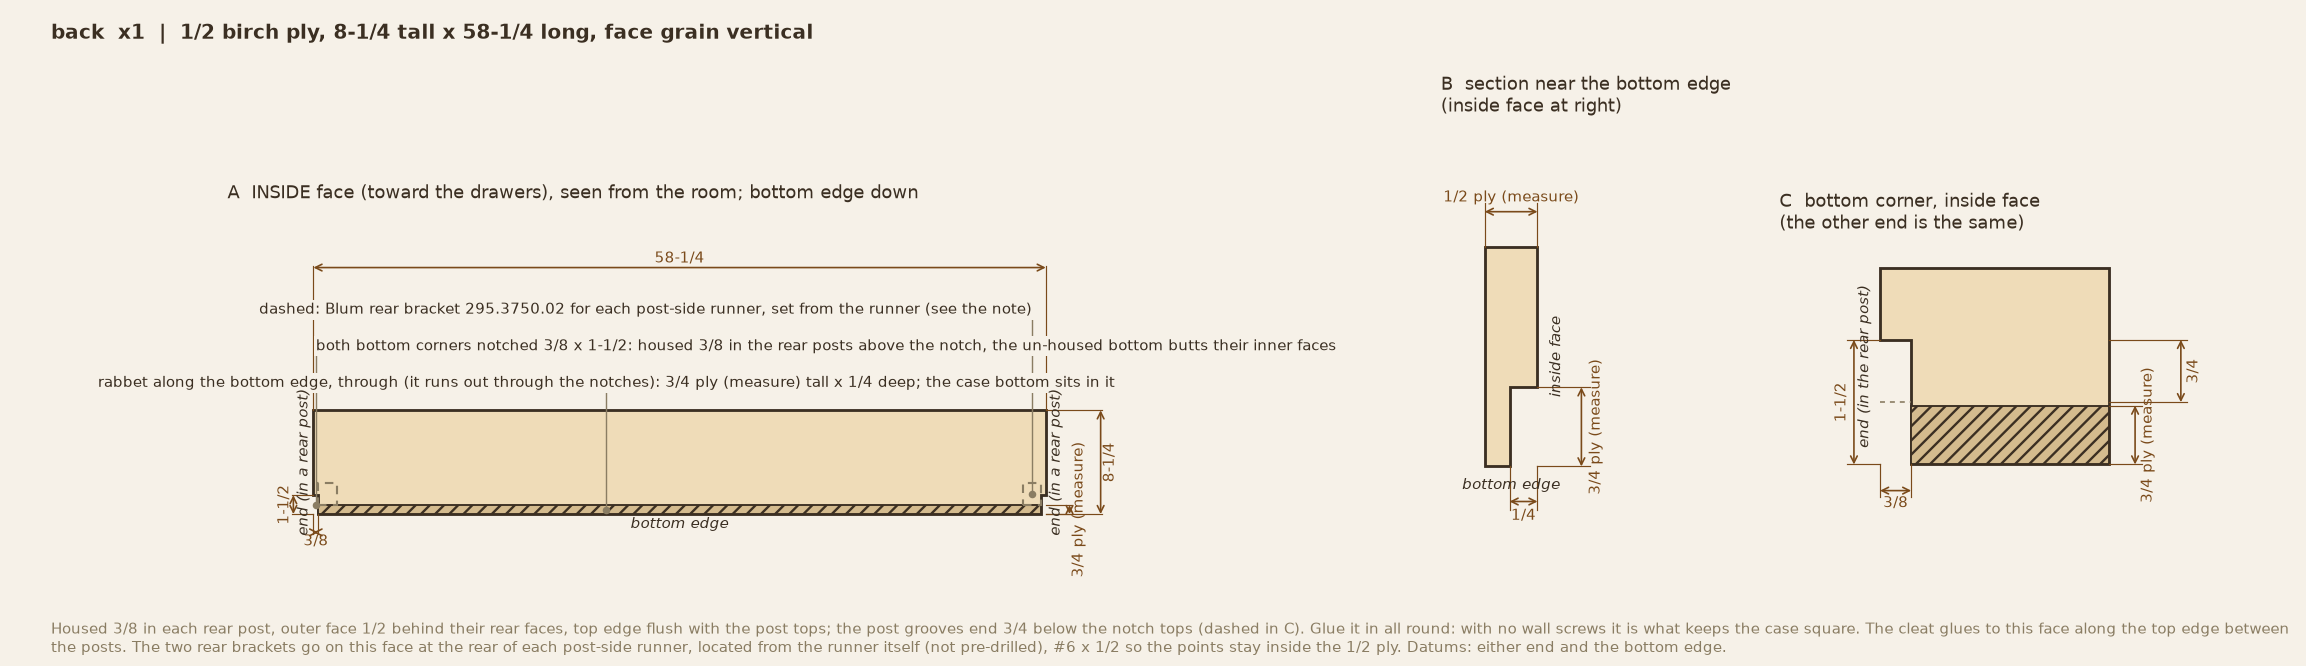 back  x1  |  1/2 birch ply, 8-1/4 tall x 58-1/4 long, face grain vertical
B  section near the bottom edge
(inside face at right)
A  INSIDE face (toward the drawers), seen from the room; bottom edge down
1/2 ply (measure)
C  bottom corner, inside face
(the other end is the same)
58-1/4
dashed: Blum rear bracket 295.3750.02 for each post-side runner, set from the runner (see the note)
both bottom corners notched 3/8 x 1-1/2: housed 3/8 in the rear posts above the notch, the un-housed bottom butts their inner faces
rabbet along the bottom edge, through (it runs out through the notches): 3/4 ply (measure) tall x 1/4 deep; the case bottom sits in it
end (in a rear post)
end (in a rear post)
8-1/4
1-1/2
3/8
3/4 ply (measure)
bottom edge
inside face
3/4 ply (measure)
bottom edge
1/4
end (in the rear post)
1-1/2
3/4
3/4 ply (measure)
3/8
Housed 3/8 in each rear post, outer face 1/2 behind their rear faces, top edge flush with the post tops; the post grooves end 3/4 below the notch tops (dashed in C). Glue it in all round: with no wall screws it is what keeps the case square. The cleat glues to this face along the top edge between
the posts. The two rear brackets go on this face at the rear of each post-side runner, located from the runner itself (not pre-drilled), #6 x 1/2 so the points stay inside the 1/2 ply. Datums: either end and the bottom edge.